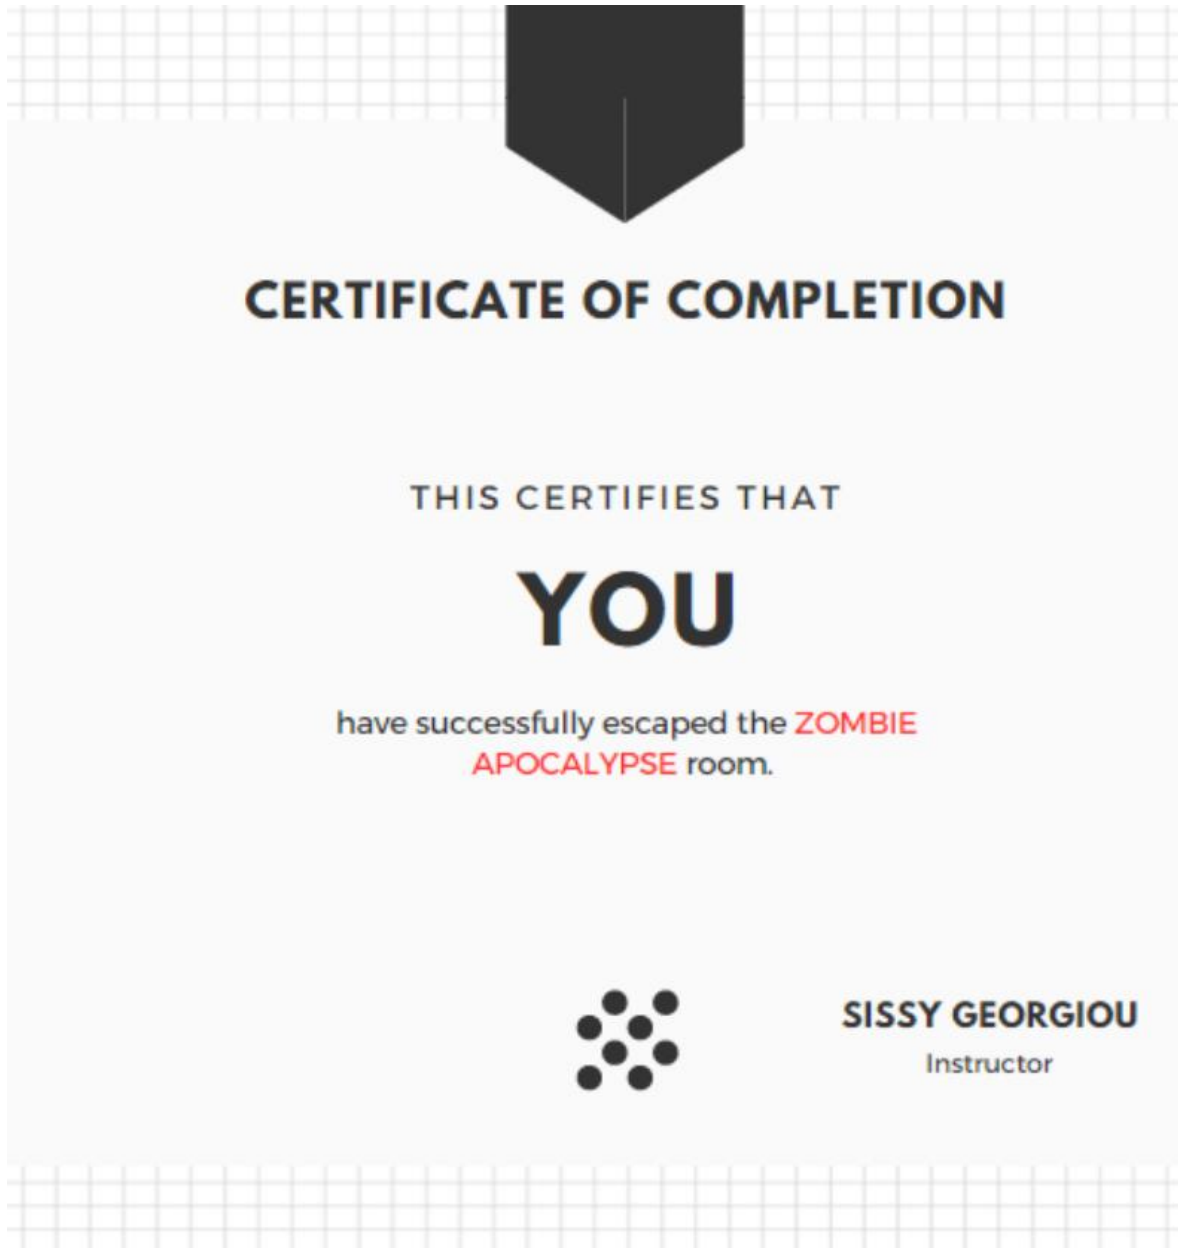 CERTIFICATE OF COMPLETION
THIS CERTIFIES THAT
YOU
have successfully escaped the ZOMBIE
APOCALYPSE room.
SISSY GEORGIOU
Instructor